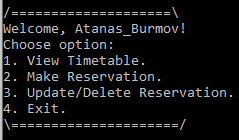 /====================\
Welcome, Atanas_Burmov!
Choose option:
1. View Timetable.
2. Make Reservation.
3. Update/Delete Reservation.
4. Exit.
\=====================/